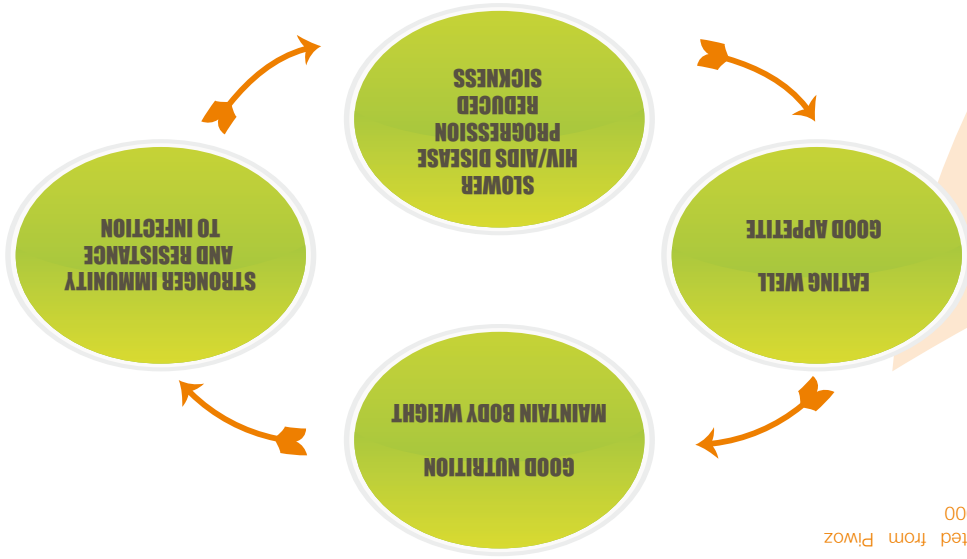 ted from Piwoz
00
GOOD NUTRITION
MAINTAIN BODY WEIGHT
STRONGER IMMUNITY
AND RESISTANCE
TO INFECTION
SLOWER
HIV/AIDS DISEASE
PROGRESSION
REDUCED
SICKNESS
EATING WELL
GOOD APPETITE